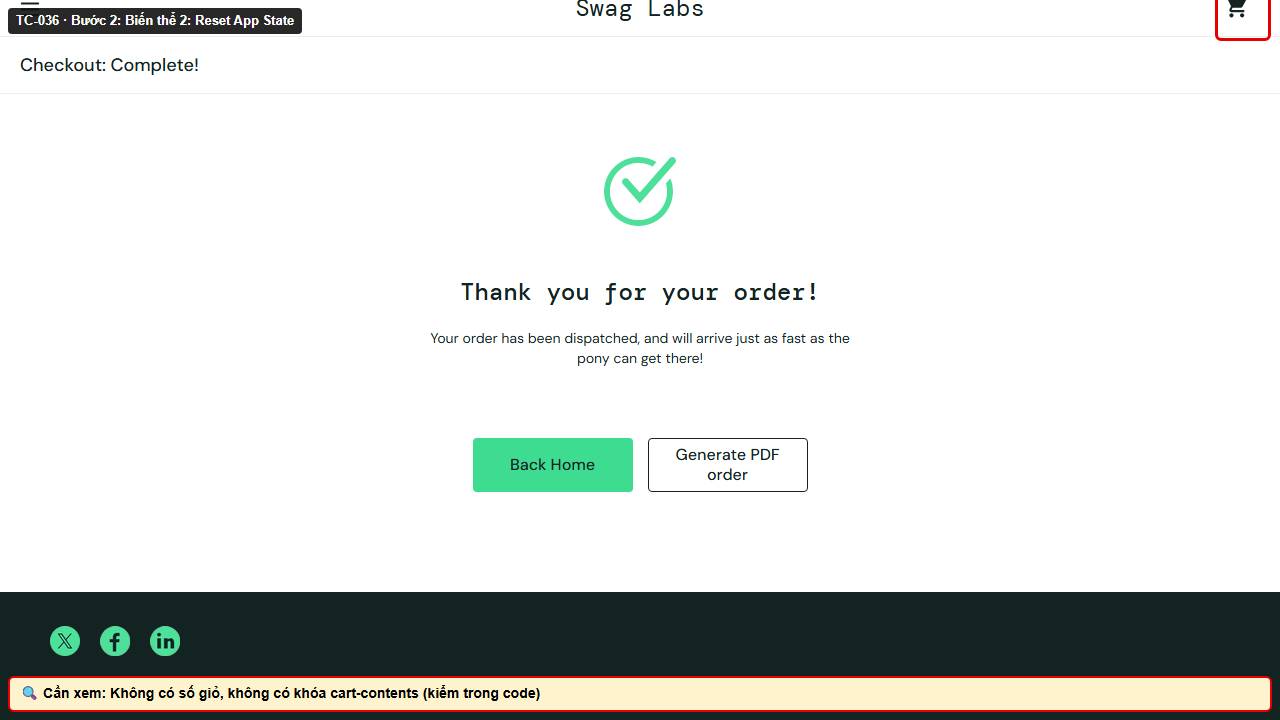 Swag Labs
TC-036 · Bước 2: Biến thể 2: Reset App State
Checkout: Complete!
Thank you for your order!
Your order has been dispatched, and will arrive just as fast as the
pony can get there!
Back Home
Generate PDF
order
🔍 Cần xem: Không có số giỏ, không có khóa cart-contents (kiểm trong code)